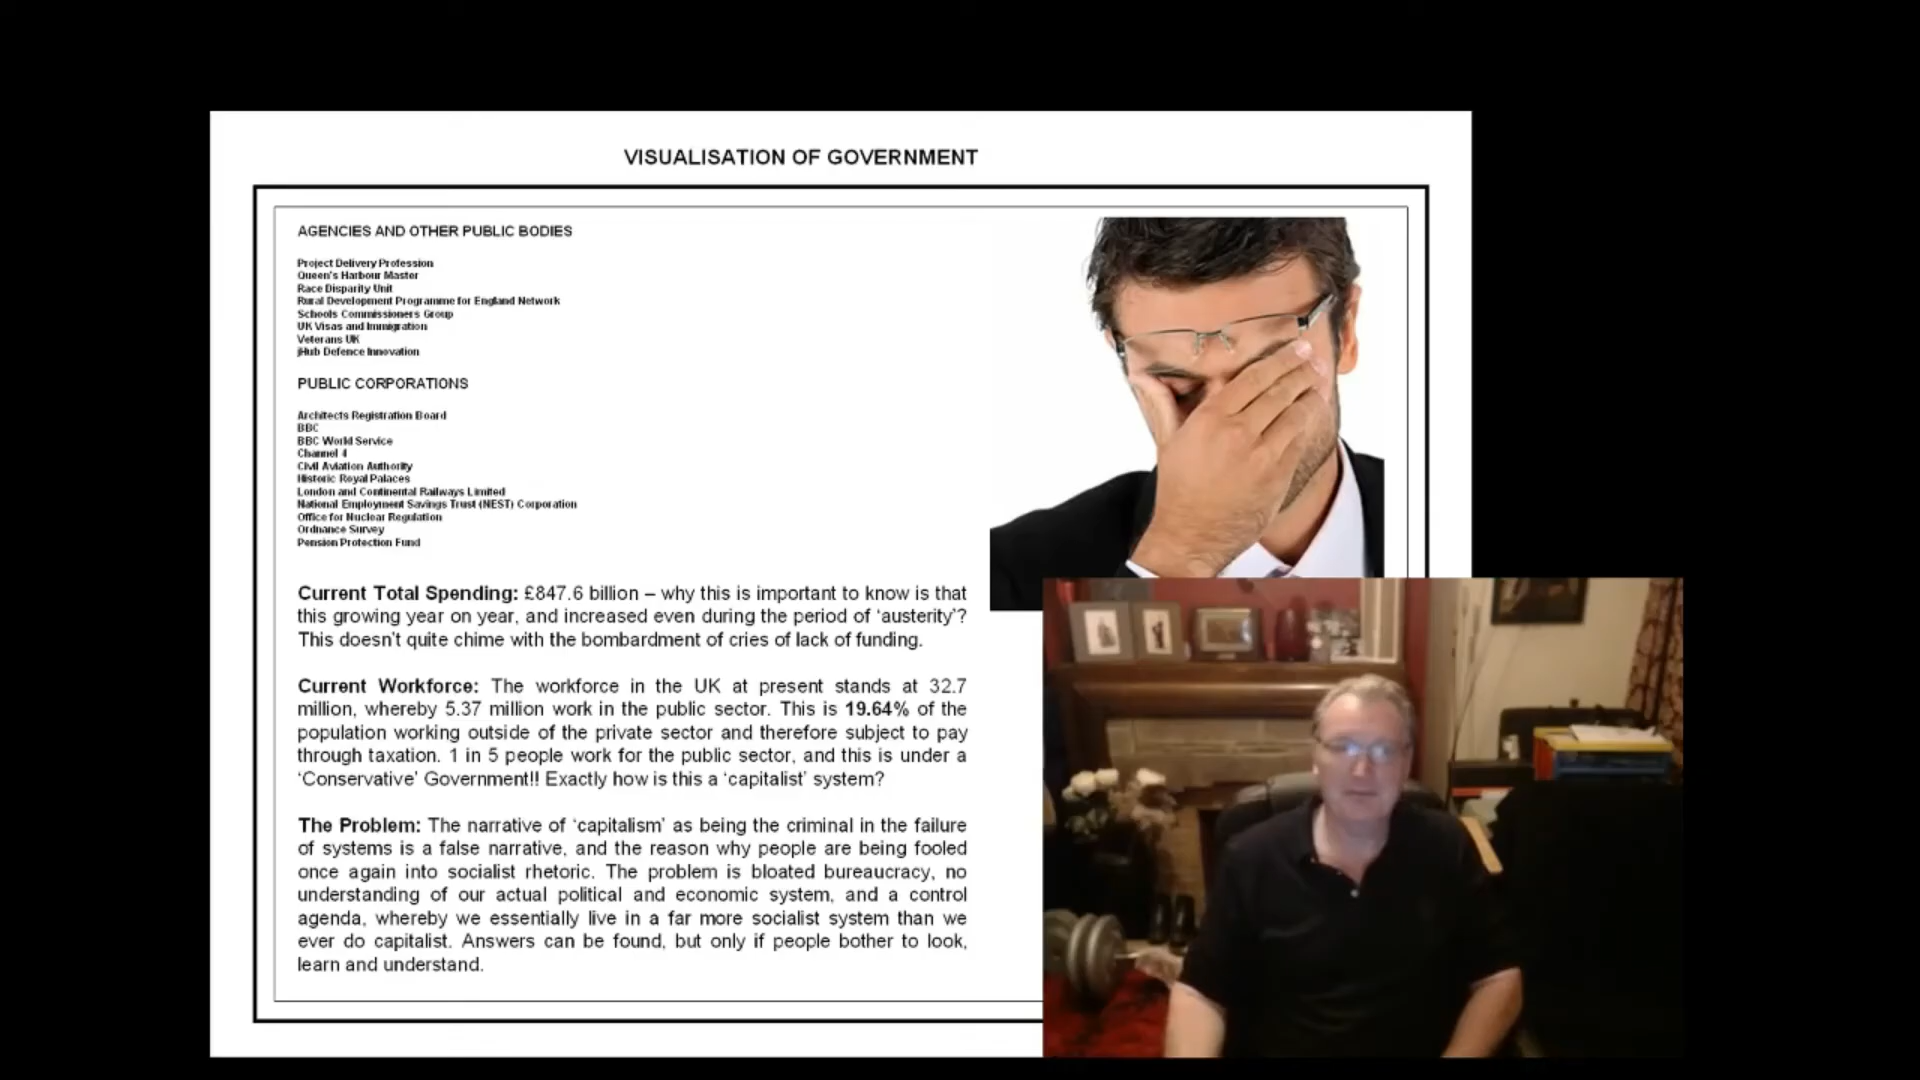 VISUALISATION OF GOVERNMENT
AGENCIES AND OTHER PUBLIC BODIES
Project Delivery Profession
Queen's Harbour Master
Race Disparity Unit
Rural Development Programme for England Network
Schools Commissioners Group
UK Visas and Immigration
Veterans UK
jHub Defence Innovation
PUBLIC CORPORATIONS
Architects Registration Board
BBC
BBC World Service
Channel 4
Civil Aviation Authority
Historic Royal Palaces
London and Continental Railways Limited
National Employment Savings Trust (NEST) Corporation
Office for Nuclear Regulation
Ordnance Survey
Pension Protection Fund
Current Total Spending: £847.6 billion – why this is important to know is that
this growing year on year, and increased even during the period of ‘austerity’?
This doesn't quite chime with the bombardment of cries of lack of funding.
Current Workforce: The workforce in the UK at present stands at 32.7
million, whereby 5.37 million work in the public sector. This is 19.64% of the
population working outside of the private sector and therefore subject to pay
through taxation. 1 in 5 people work for the public sector, and this is under a
‘Conservative’ Government!! Exactly how is this a ‘capitalist’ system?
The Problem: The narrative of ‘capitalism’ as being the criminal in the failure
of systems is a false narrative, and the reason why people are being fooled
once again into socialist rhetoric. The problem is bloated bureaucracy, no
understanding of our actual political and economic system, and a control
agenda, whereby we essentially live in a far more socialist system than we
ever do capitalist. Answers can be found, but only if people bother to look,
learn and understand.